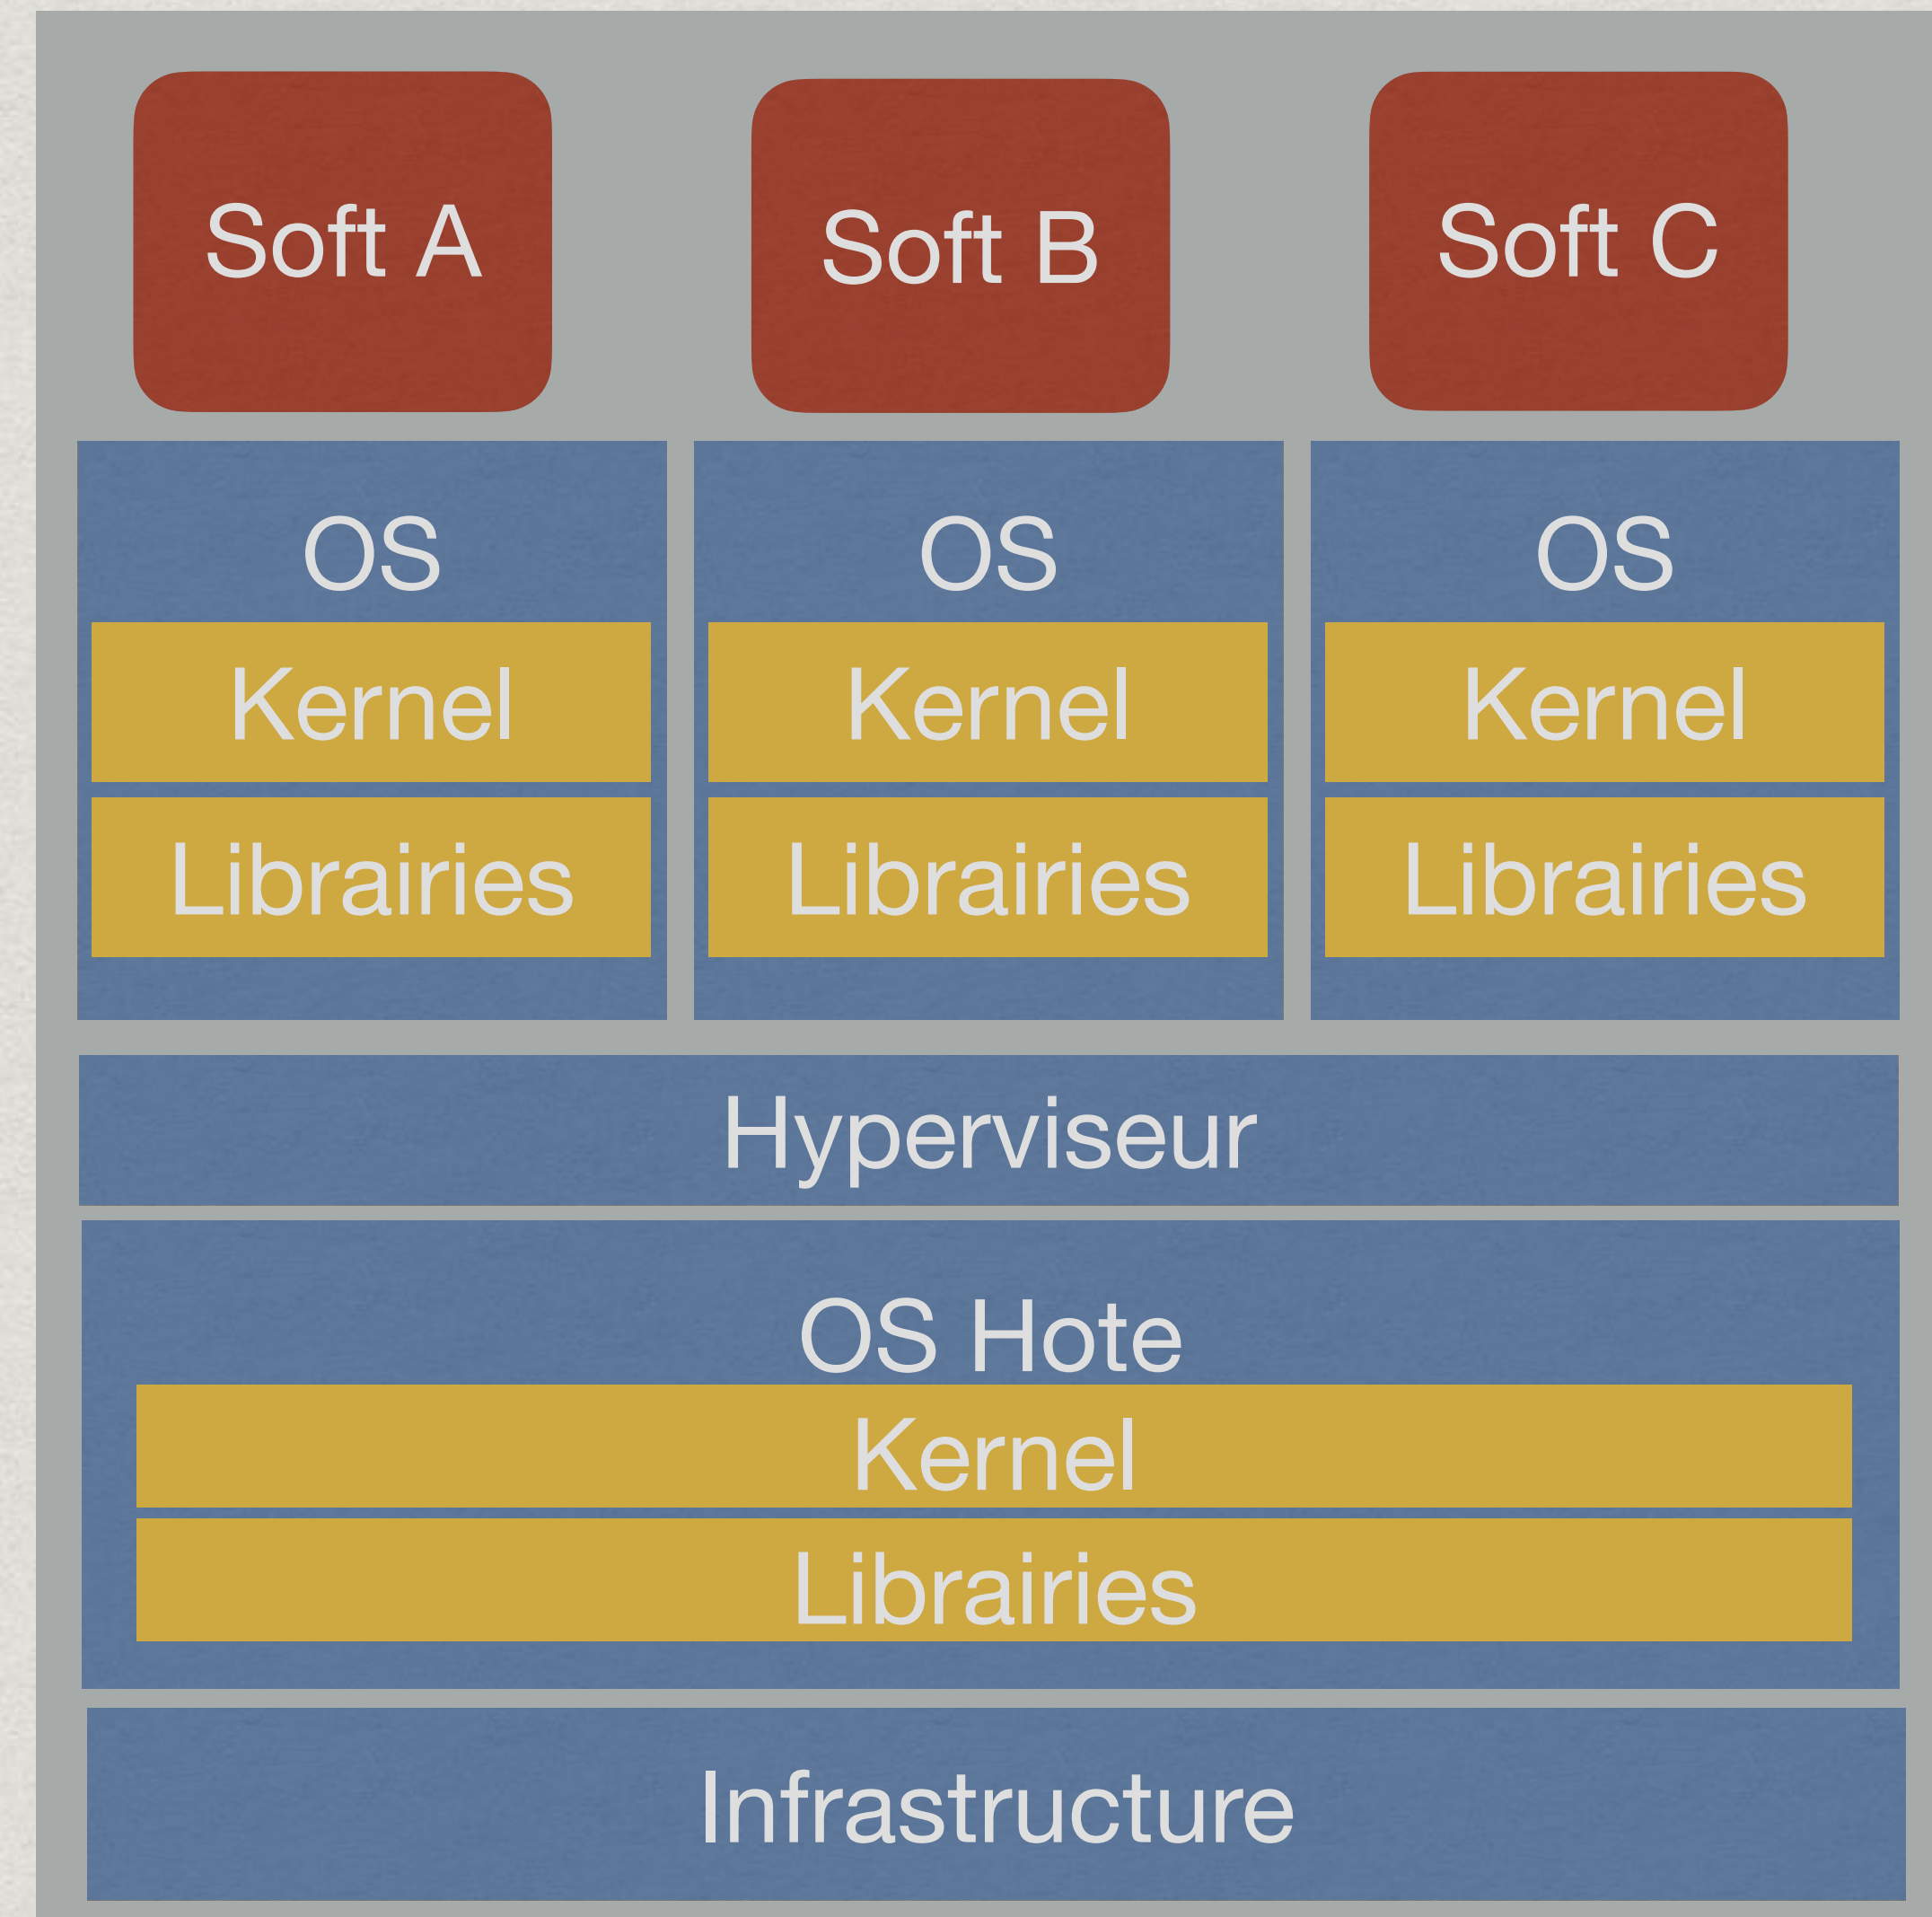 Soft A
Soft B
Soft C
OS
OS
OS
Kernel
Kernel
Kernel
Librairies
Librairies
Librairies
Hyperviseur
OS Hote
Kernel
Librairies
Infrastructure